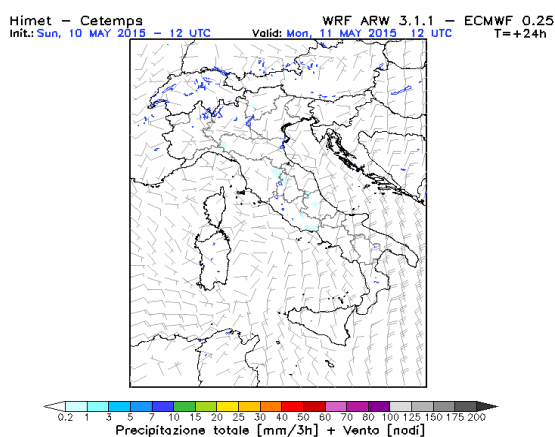 Himet – Cetemps WRF ARW 3.1.1 – ECMWF 0.25
Init.: Sun, 10 MAY 2015 – 12 UTC Valid: Mon, 11 MAY 2015 12 UTC T=+24h
0.2 1 3 5 7 10 15 20 25 30 40 50 60 70 80 100 125 150 175 200
Precipitazione totale [mm/3h] + Vento [nodi]